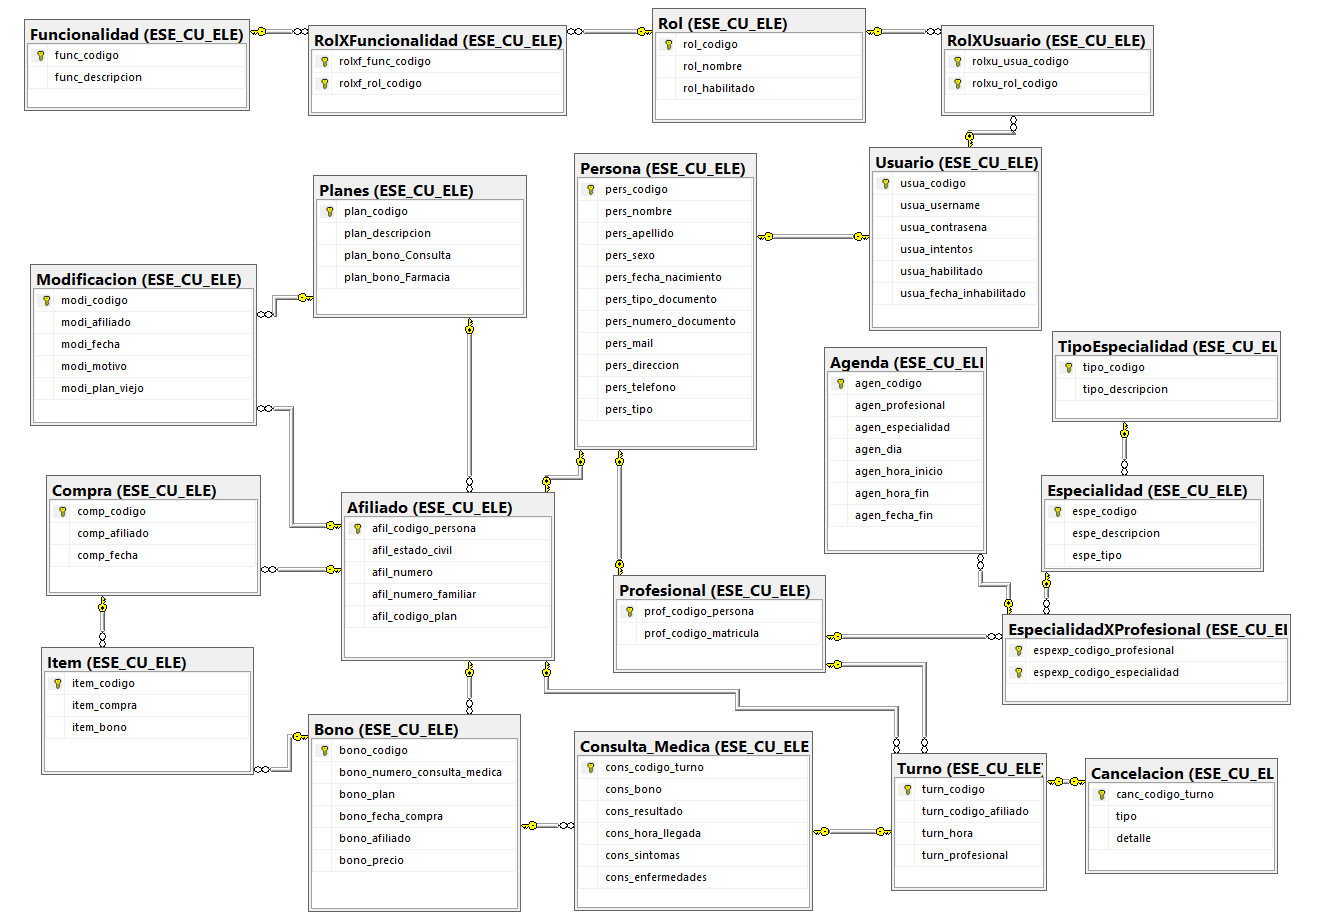 Funcionalidad (ESE_CU_ELE)
func_codigo
func_descripcion
RolXFuncionalidad (ESE_CU_ELE)
rolxf_func_codigo
rolxf_rol_codigo
Rol (ESE_CU_ELE)
rol_codigo
rol_nombre
rol_habilitado
RolXUsuario (ESE_CU_ELE)
rolxu_usua_codigo
rolxu_rol_codigo
Planes (ESE_CU_ELE)
plan_codigo
plan_descripcion
plan_bono_Consulta
plan_bono_Farmacia
Persona (ESE_CU_ELE)
pers_codigo
pers_nombre
pers_apellido
pers_sexo
pers_fecha_nacimiento
pers_tipo_documento
pers_numero_documento
pers_mail
pers_direccion
pers_telefono
pers_tipo
Usuario (ESE_CU_ELE)
usua_codigo
usua_username
usua_contrasena
usua_intentos
usua_habilitado
usua_fecha_inhabilitado
Modificacion (ESE_CU_ELE)
modi_codigo
modi_afiliado
modi_fecha
modi_motivo
modi_plan_viejo
Agenda (ESE_CU_ELI
agen_codigo
agen_profesional
agen_especialidad
agen_dia
agen_hora_inicio
agen_hora_fin
agen_fecha_fin
TipoEspecialidad (ESE_CU_EL
tipo_codigo
tipo_descripcion
Compra (ESE_CU_ELE)
comp_codigo
comp_afiliado
comp_fecha
Afiliado (ESE_CU_ELE)
afil_codigo_persona
afil_estado_civil
afil_numero
afil_numero_familiar
afil_codigo_plan
Especialidad (ESE_CU_ELE)
espe_codigo
espe_descripcion
espe_tipo
Profesional (ESE_CU_ELE)
prof_codigo_persona
prof_codigo_matricula
EspecialidadXProfesional (ESE_CU_EI
espexp_codigo_profesional
espexp_codigo_especialidad
Item (ESE_CU_ELE)
item_codigo
item_compra
item_bono
Bono (ESE_CU_ELE)
bono_codigo
bono_numero_consulta_medica
bono_plan
bono_fecha_compra
bono_afiliado
bono_precio
Consulta_Medica (ESE_CU_ELE
cons_codigo_turno
cons_bono
cons_resultado
cons_hora_llegada
cons_sintomas
cons_enfermedades
Turno (ESE_CU_ELE)
turn_codigo
turn_codigo_afiliado
turn_hora
turn_profesional
Cancelacion (ESE_CU_EL
canc_codigo_turno
tipo
detalle